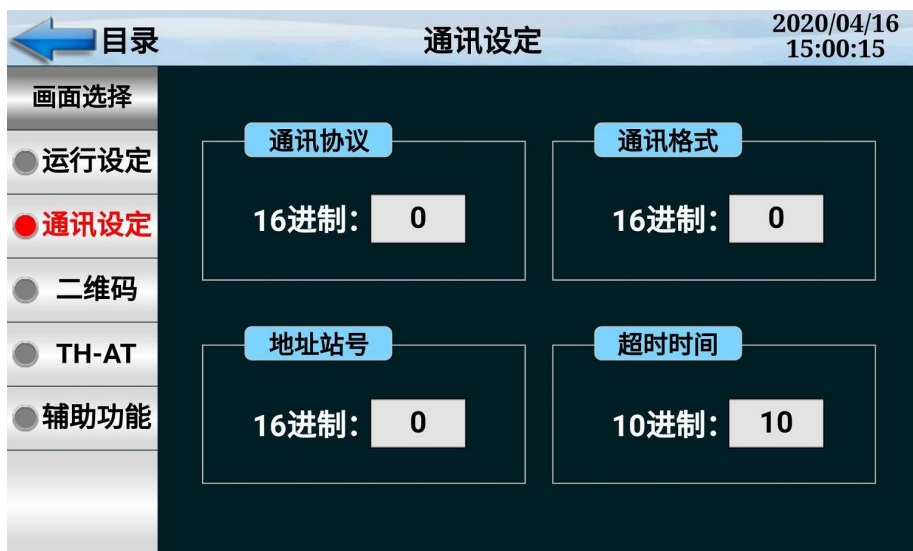 目录
通讯设定
2020/04/16
15:00:15
画面选择
运行设定
通讯设定
二维码
TH-AT
辅助功能
通讯协议
16进制： 0
通讯格式
16进制： 0
地址站号
16进制： 0
超时时间
10进制： 10